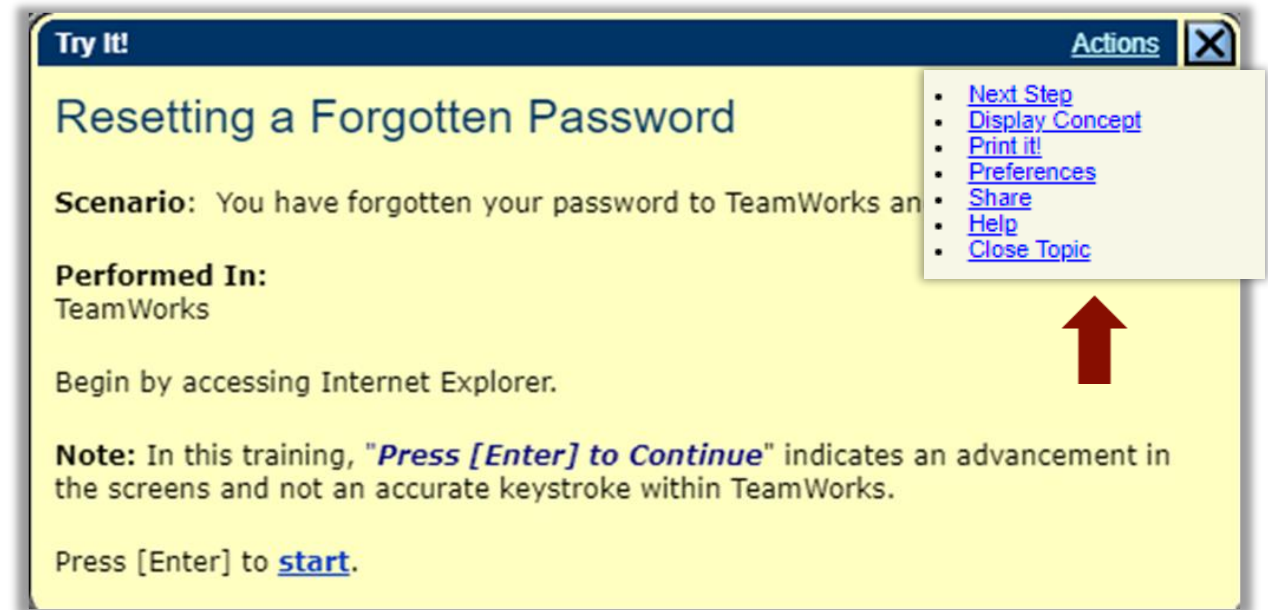 Try It!
Actions
Resetting a Forgotten Password
Next Step
Display Concept
Print it!
Preferences
Share
Help
Close Topic
Scenario: You have forgotten your password to TeamWorks an
Performed In:
TeamWorks
Begin by accessing Internet Explorer.
Note: In this training, "Press [Enter] to Continue" indicates an advancement in
the screens and not an accurate keystroke within TeamWorks.
Press [Enter] to start.